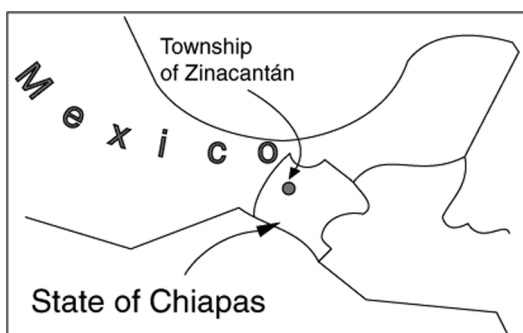 Township
of Zinacantán
Mexico
State of Chiapas